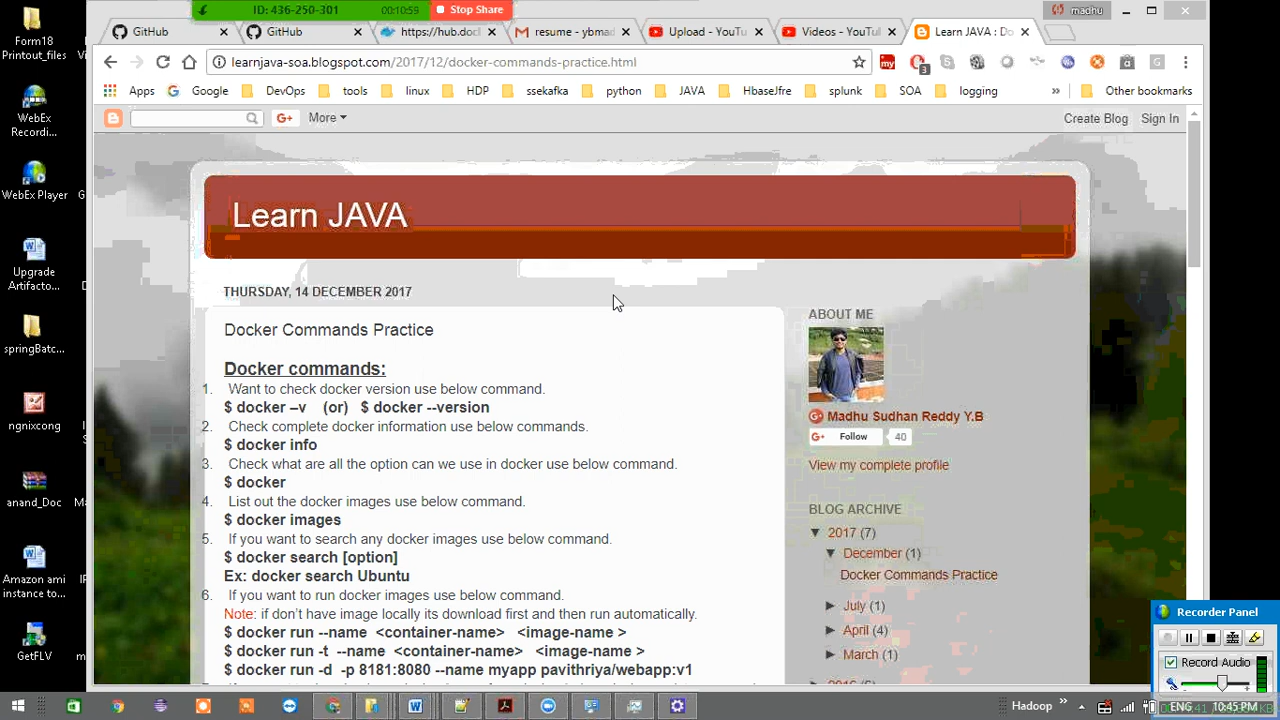 Form18
Printout_files
ID: 436-250-301
00:10:59
Stop Share
madhu
GitHub
GitHub
https://hub.docl
resume - ybmad
Upload - YouTu
Videos - YouTul
Learn JAVA : Do
learnjava-soa.blogspot.com/2017/12/docker-commands-practice.html
my
3
Apps
Google
DevOps
tools
linux
HDP
ssekafka
python
JAVA
HbaseJfre
splunk
SOA
logging
»
Other bookmarks
WebEx
Recordi...
G+
More
Create Blog
Sign In
WebEx Player
Learn JAVA
Upgrade
Artifacto...
THURSDAY, 14 DECEMBER 2017
ABOUT ME
Docker Commands Practice
springBatc...
Docker commands:
1. Want to check docker version use below command.
$ docker –v (or) $ docker --version
2. Check complete docker information use below commands.
$ docker info
3. Check what are all the option can we use in docker use below command.
$ docker
4. List out the docker images use below command.
$ docker images
5. If you want to search any docker images use below command.
$ docker search [option]
Ex: docker search Ubuntu
6. If you want to run docker images use below command.
Note: if don't have image locally its download first and then run automatically.
$ docker run --name <container-name> <image-name >
$ docker run -t --name <container-name> <image-name >
$ docker run -d -p 8181:8080 --name myapp pavithriya/webapp:v1
Madhu Sudhan Reddy Y.B
G+ Follow 40
View my complete profile
BLOG ARCHIVE
▼ 2017 (7)
▼ December (1)
Docker Commands Practice
► July (1)
► April (4)
► March (1)
ngnixcong
anand_Doc
Amazon ami
instance to...
GetFLV
Recorder Panel
Record Audio
Hadoop
»
ENG
10:45 PM